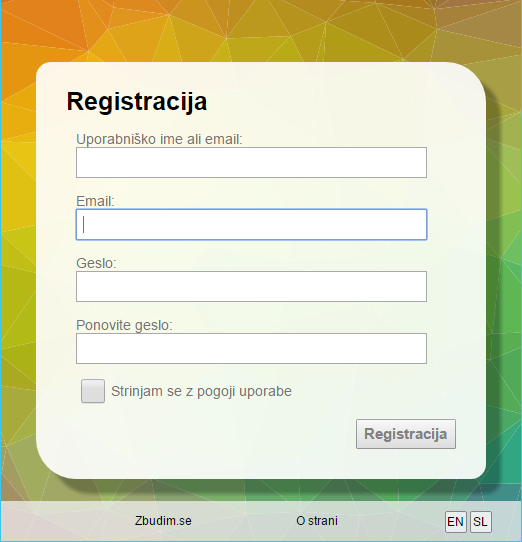 Registracija
Uporabniško ime ali email:
Email:
Geslo:
Ponovite geslo:
Strinjam se z pogoji uporabe
Registracija
Zbudim.se O strani EN SL